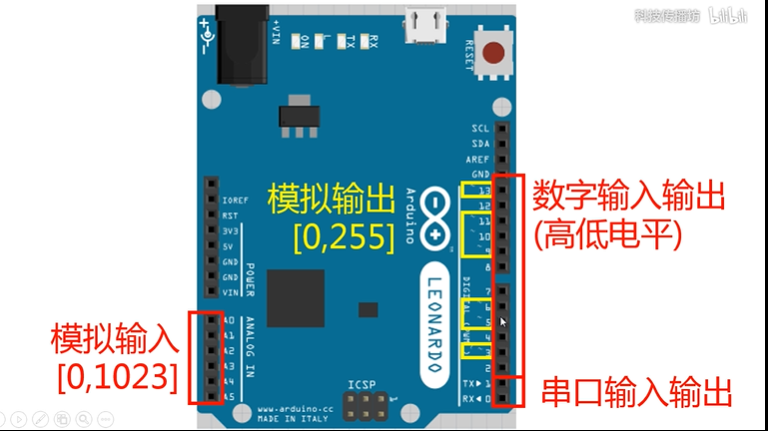 科技传播坊 bilibili
+VIN
ON
L
TX
RX
RESET
SCL
SDA
AREF
GND
13
12
11
10
9
8
7
6
5
3
2
TX▶ 1
RX◀ 0
数字输入输出
(高低电平)
串口输入输出
模拟输出
[0,255]
Arduino
LEONARDO
IOREF
RST
3V3
5V
GND
GND
VIN
POWER
A0
A1
A2
A3
A4
A5
ANALOG IN
模拟输入
[0,1023]
ICSP
1
www.arduino.cc
MADE IN ITALY